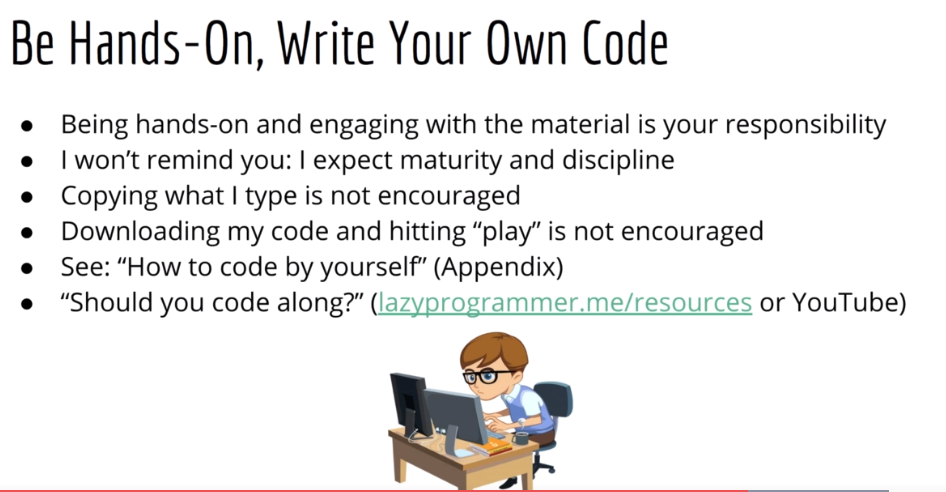 Be Hands-On, Write Your Own Code
● Being hands-on and engaging with the material is your responsibility
● I won’t remind you: I expect maturity and discipline
● Copying what I type is not encouraged
● Downloading my code and hitting “play” is not encouraged
● See: “How to code by yourself” (Appendix)
● “Should you code along?” (lazyprogrammer.me/resources or YouTube)